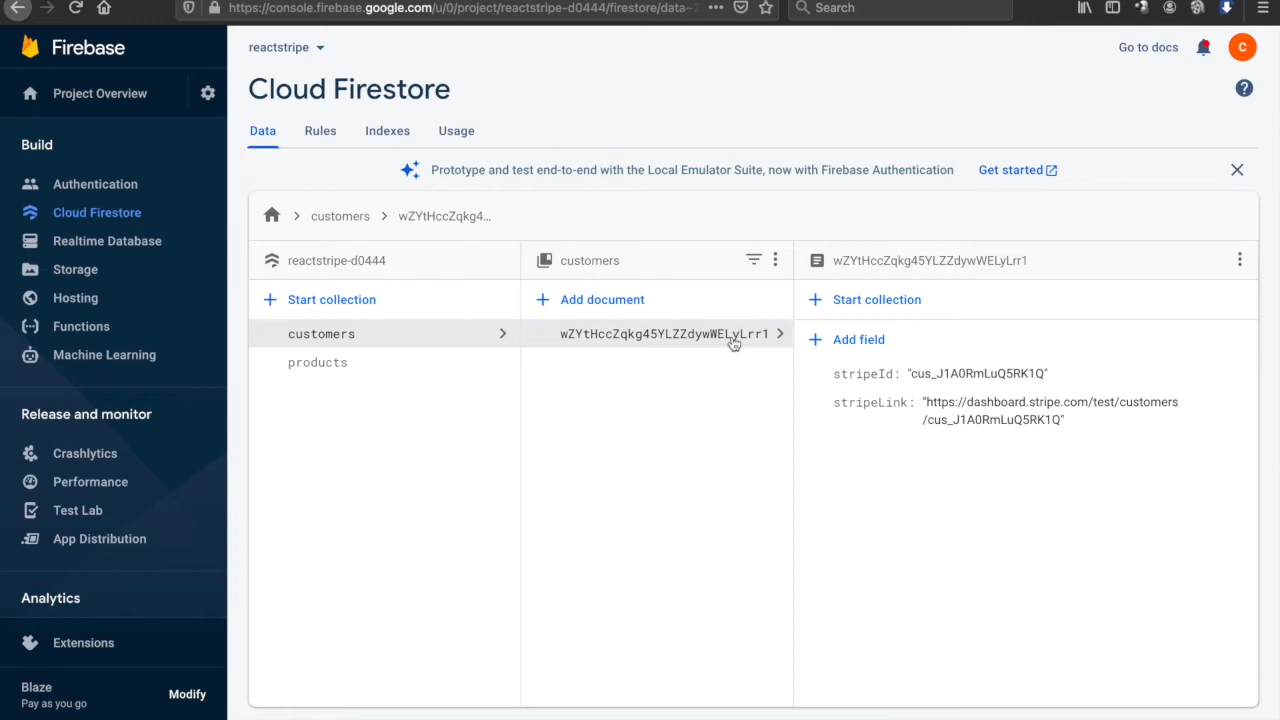 https://console.firebase.google.com/u/0/project/reactstripe-d0444/firestore/data~2
Search
Firebase
reactstripe
Go to docs
C
Project Overview
Cloud Firestore
?
Data
Rules
Indexes
Usage
Build
Prototype and test end-to-end with the Local Emulator Suite, now with Firebase Authentication
Get started
Authentication
Cloud Firestore
Realtime Database
Storage
Hosting
Functions
Machine Learning
Release and monitor
Crashlytics
Performance
Test Lab
App Distribution
Analytics
Extensions
Blaze
Pay as you go
Modify
customers
wZYtHccZqkg4...
reactstripe-d0444
Start collection
customers
products
customers
Add document
wZYtHccZqkg45YLZZdywWELyLrr1
wZYtHccZqkg45YLZZdywWELyLrr1
Start collection
Add field
stripeId: "cus_J1A0RmLuQ5RK1Q"
stripeLink: "https://dashboard.stripe.com/test/customers
/cus_J1A0RmLuQ5RK1Q"